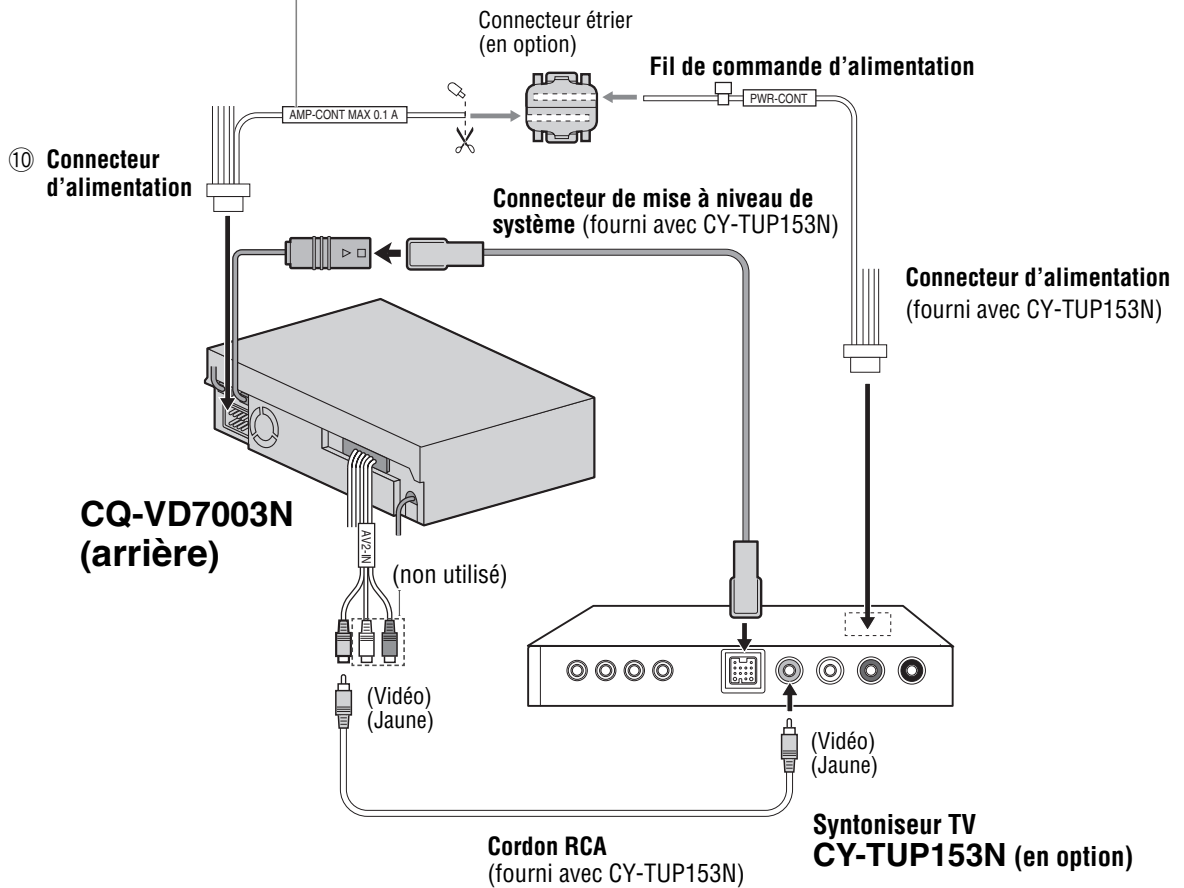 Connecteur étrier
(en option)
Fil de commande d'alimentation
AMP-CONT MAX 0.1 A
PWR-CONT
⑩ Connecteur
d'alimentation
Connecteur de mise à niveau de
système (fourni avec CY-TUP153N)
Connecteur d'alimentation
(fourni avec CY-TUP153N)
CQ-VD7003N
(arrière)
AV2-IN
(non utilisé)
(Vidéo)
(Jaune)
(Vidéo)
(Jaune)
Cordon RCA
(fourni avec CY-TUP153N)
Syntoniseur TV
CY-TUP153N (en option)